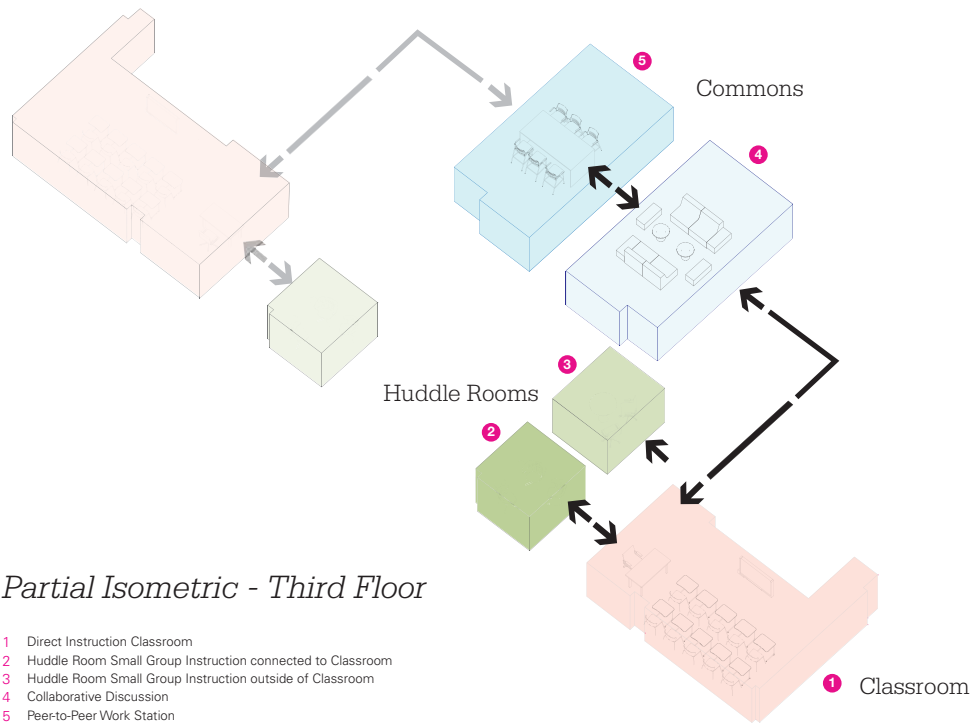 5
Commons
4
3
Huddle Rooms
2
Partial Isometric - Third Floor
1 Direct Instruction Classroom
2 Huddle Room Small Group Instruction connected to Classroom
3 Huddle Room Small Group Instruction outside of Classroom
4 Collaborative Discussion
5 Peer-to-Peer Work Station
1 Classroom